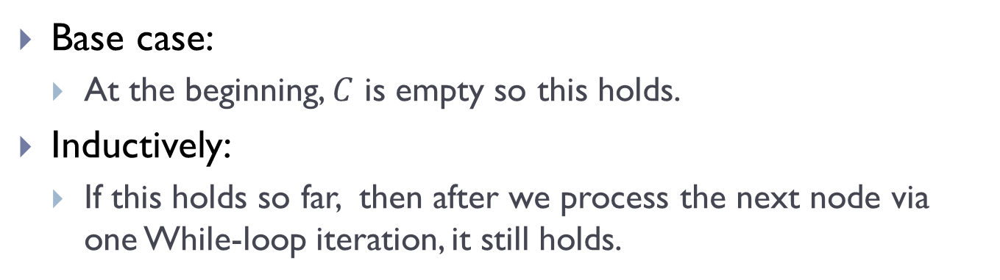 Base case:
At the beginning, C is empty so this holds.
Inductively:
If this holds so far, then after we process the next node via
one While-loop iteration, it still holds.